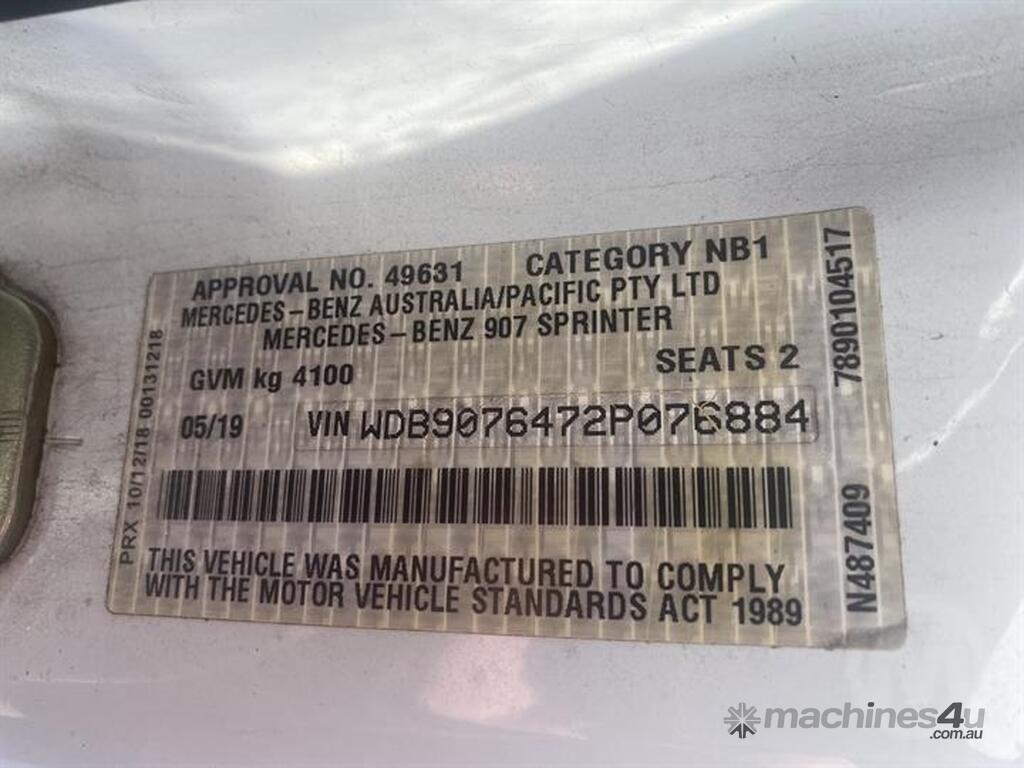 APPROVAL NO. 49631 CATEGORY NB1
MERCEDES-BENZ AUSTRALIA/PACIFIC PTY LTD
MERCEDES-BENZ 907 SPRINTER
GVM kg 4100 SEATS 2
05/19 VIN WDB9076472P076884
THIS VEHICLE WAS MANUFACTURED TO COMPLY
WITH THE MOTOR VEHICLE STANDARDS ACT 1989
PRX 10/12/18 00131218
N487409 7890104517
machines4u
.com.au